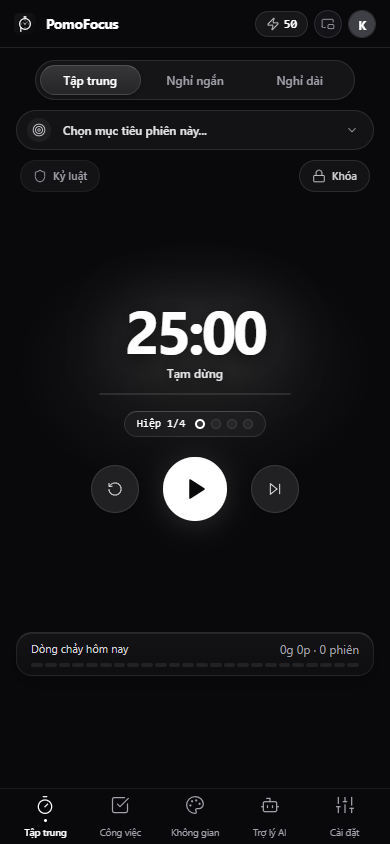 PomoFocus
50
K
Tập trung
Nghỉ ngắn
Nghỉ dài
Chọn mục tiêu phiên này...
Kỷ luật
Khóa
25:00
Tạm dừng
Hiệp 1/4
Dòng chảy hôm nay
0g 0p · 0 phiên
Tập trung
Công việc
Không gian
Trợ lý AI
Cài đặt